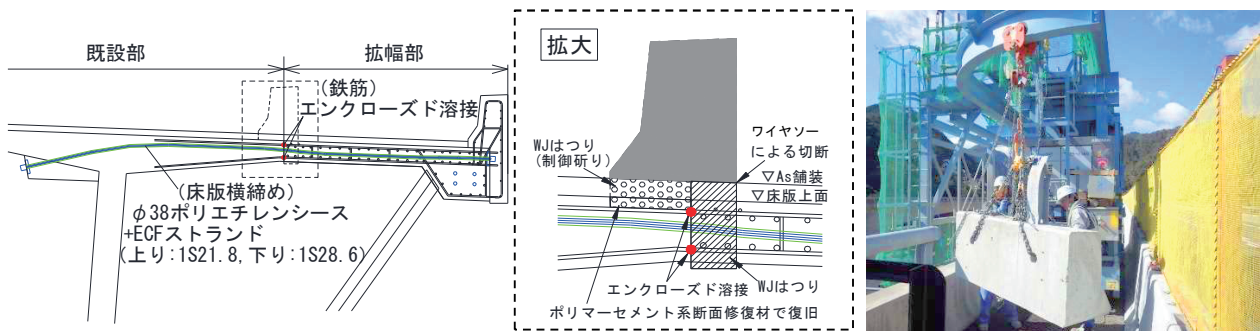 既設部
拡幅部
(鉄筋)
エンクローズド溶接
(床版横締め)
φ38ポリエチレンシース
+ECFストランド
(上り:1S21.8,下り:1S28.6)
拡大
WJはつり
(制御斫り)
ワイヤソー
による切断
▽As舗装
▽床版上面
エンクローズド溶接
WJはつり
ポリマーセメント系断面修復材で復旧